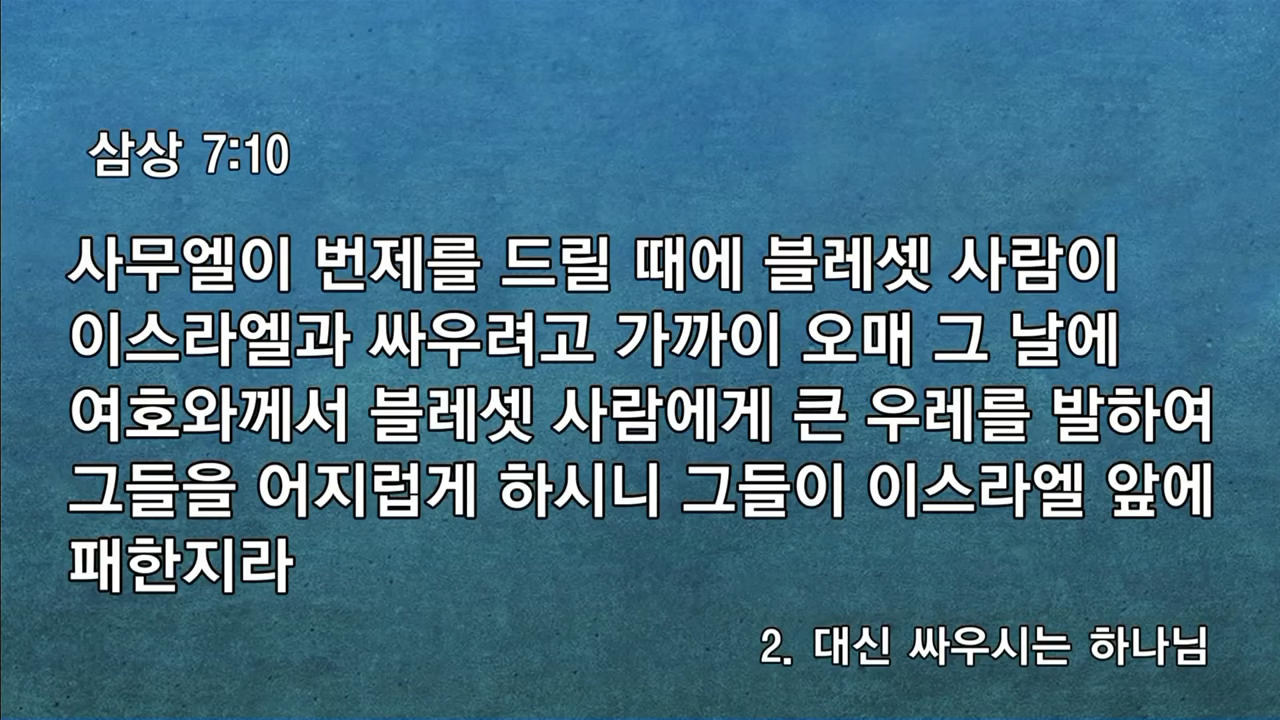 삼상 7:10
사무엘이 번제를 드릴 때에 블레셋 사람이
이스라엘과 싸우려고 가까이 오매 그 날에
여호와께서 블레셋 사람에게 큰 우레를 발하여
그들을 어지럽게 하시니 그들이 이스라엘 앞에
패한지라
2. 대신 싸우시는 하나님